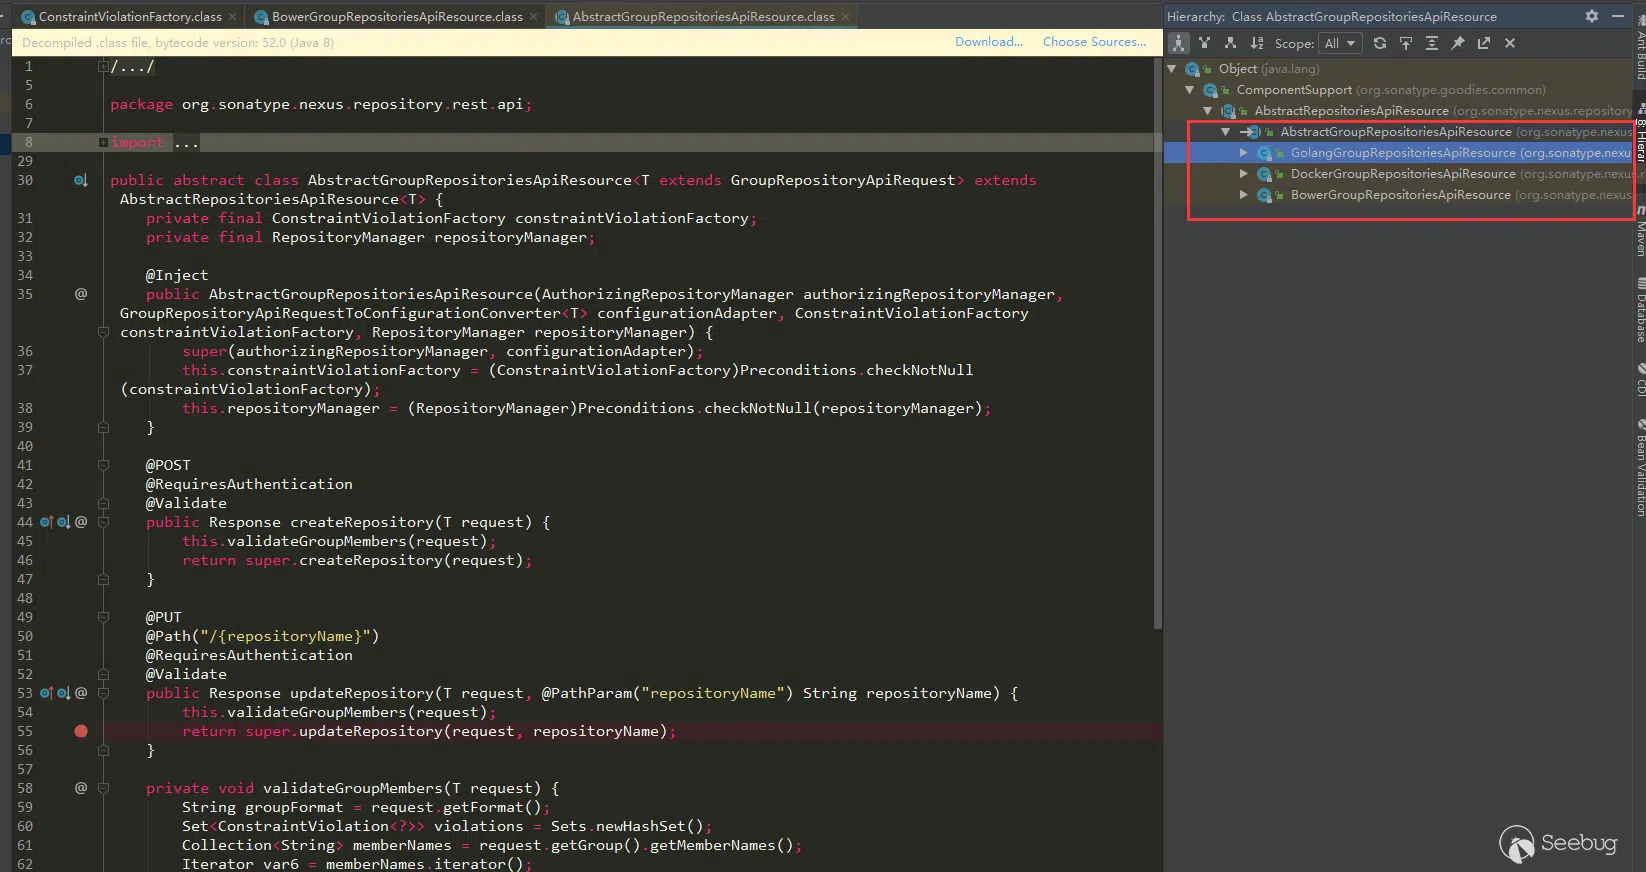 ConstraintViolationFactory.class × BowerGroupRepositoriesApiResource.class × AbstractGroupRepositoriesApiResource.class ×
Decompiled .class file, bytecode version: 52.0 (Java 8) Download... Choose Sources...
1 /.../
5
6 package org.sonatype.nexus.repository.rest.api;
7
8 import ...
29
30 public abstract class AbstractGroupRepositoriesApiResource<T extends GroupRepositoryApiRequest> extends
AbstractRepositoriesApiResource<T> {
31 private final ConstraintViolationFactory constraintViolationFactory;
32 private final RepositoryManager repositoryManager;
33
34 @Inject
35 @ public AbstractGroupRepositoriesApiResource(AuthorizingRepositoryManager authorizingRepositoryManager,
GroupRepositoryApiRequestToConfigurationConverter<T> configurationAdapter, ConstraintViolationFactory
constraintViolationFactory, RepositoryManager repositoryManager) {
36 super(authorizingRepositoryManager, configurationAdapter);
37 this.constraintViolationFactory = (ConstraintViolationFactory)Preconditions.checkNotNull
(constraintViolationFactory);
38 this.repositoryManager = (RepositoryManager)Preconditions.checkNotNull(repositoryManager);
39 }
40
41 @POST
42 @RequiresAuthentication
43 @Validate
44 @ public Response createRepository(T request) {
45 this.validateGroupMembers(request);
46 return super.createRepository(request);
47 }
48
49 @PUT
50 @Path("/{repositoryName}")
51 @RequiresAuthentication
52 @Validate
53 @ public Response updateRepository(T request, @PathParam("repositoryName") String repositoryName) {
54 this.validateGroupMembers(request);
55 return super.updateRepository(request, repositoryName);
56 }
57
58 @ private void validateGroupMembers(T request) {
59 String groupFormat = request.getFormat();
60 Set<ConstraintViolation<?>> violations = Sets.newHashSet();
61 Collection<String> memberNames = request.getGroup().getMemberNames();
62 Iterator var6 = memberNames.iterator();
Hierarchy: Class AbstractGroupRepositoriesApiResource
Scope: All
Object (java.lang)
ComponentSupport (org.sonatype.goodies.common)
AbstractRepositoriesApiResource (org.sonatype.nexus.repository
AbstractGroupRepositoriesApiResource (org.sonatype.nexus
GolangGroupRepositoriesApiResource (org.sonatype.nexu
DockerGroupRepositoriesApiResource (org.sonatype.nexus
BowerGroupRepositoriesApiResource (org.sonatype.nexus
Ant Build
Hierar
Maven
Database
CDI
Bean Validation
Seebug